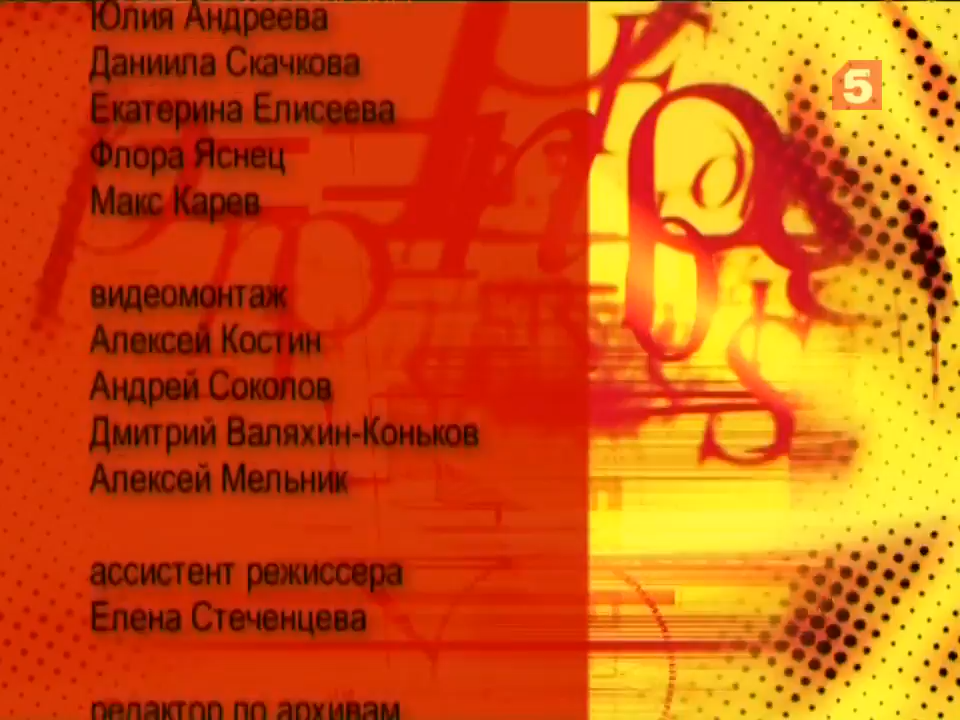 Юлия Андреева
Даниила Скачкова
Екатерина Елисеева
Флора Яснец
Макс Карев
видеомонтаж
Алексей Костин
Андрей Соколов
Дмитрий Валяхин-Коньков
Алексей Мельник
ассистент режиссера
Елена Стеченцева
редактор по архивам
5